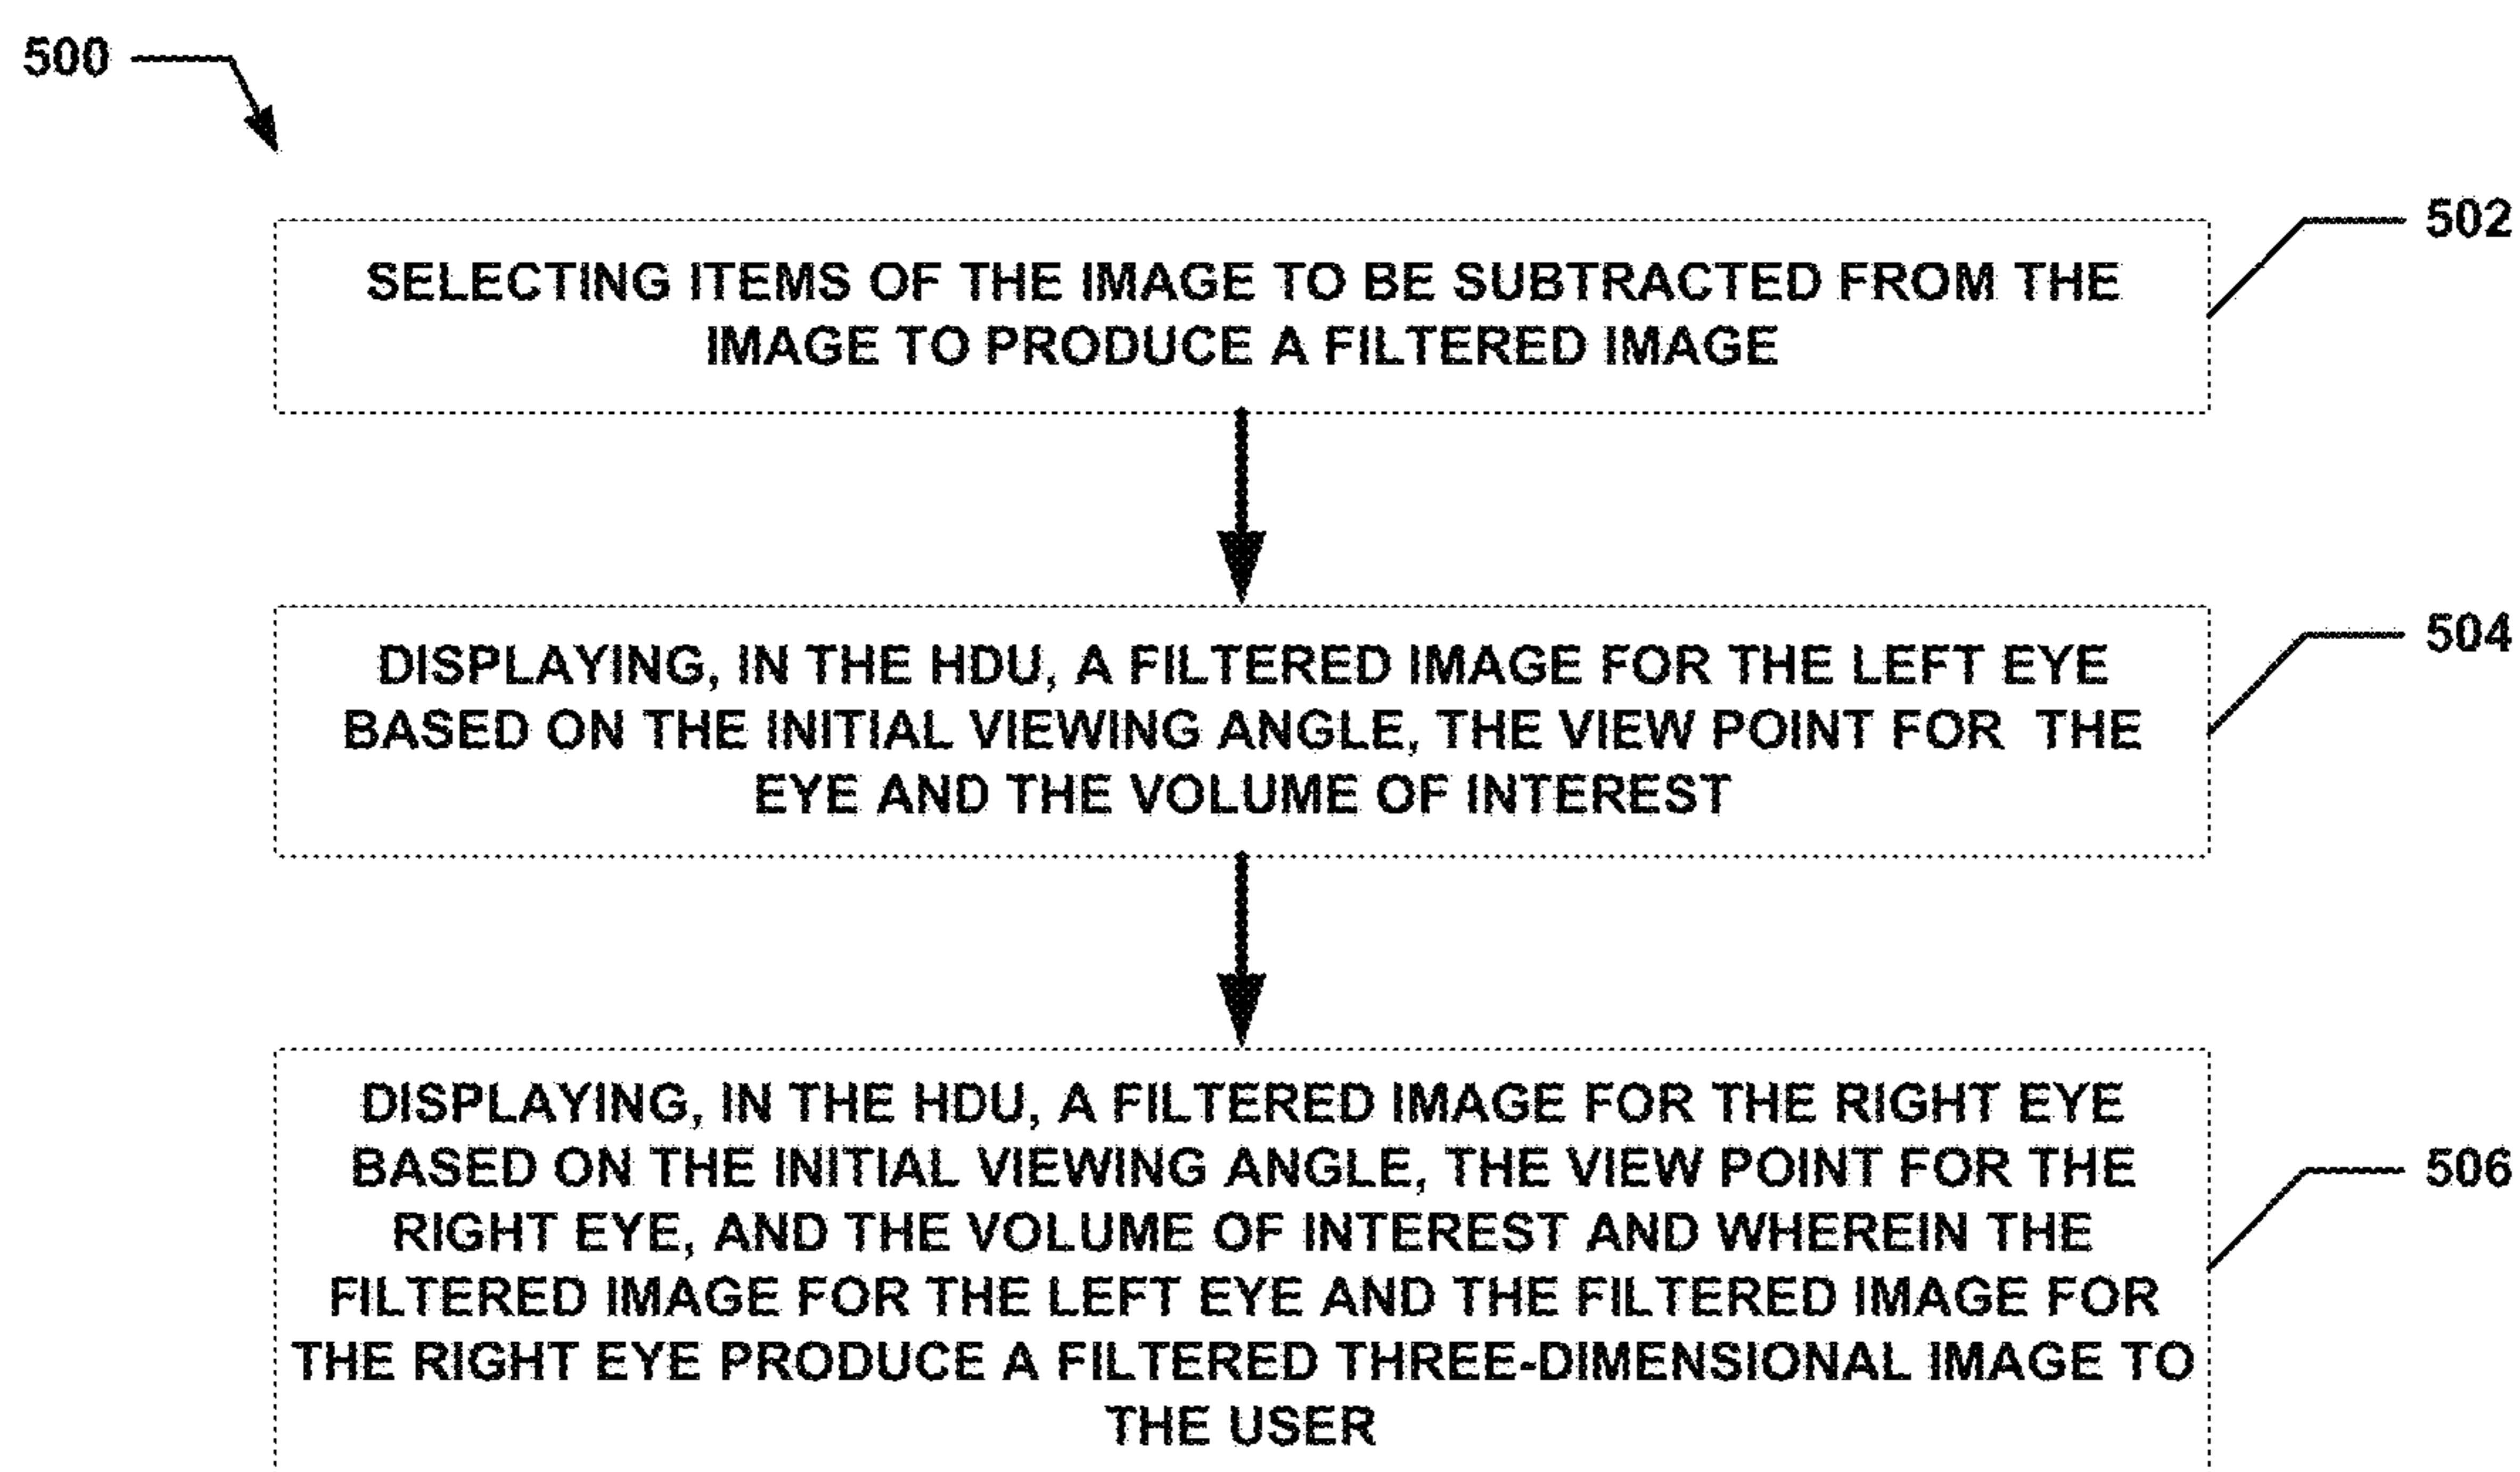 500
502
SELECTING ITEMS OF THE IMAGE TO BE SUBTRACTED FROM THE
IMAGE TO PRODUCE A FILTERED IMAGE
504
DISPLAYING, IN THE HDU, A FILTERED IMAGE FOR THE LEFT EYE
BASED ON THE INITIAL VIEWING ANGLE, THE VIEW POINT FOR THE
EYE AND THE VOLUME OF INTEREST
506
DISPLAYING, IN THE HDU, A FILTERED IMAGE FOR THE RIGHT EYE
BASED ON THE INITIAL VIEWING ANGLE, THE VIEW POINT FOR THE
RIGHT EYE, AND THE VOLUME OF INTEREST AND WHEREIN THE
FILTERED IMAGE FOR THE LEFT EYE AND THE FILTERED IMAGE FOR
THE RIGHT EYE PRODUCE A FILTERED THREE-DIMENSIONAL IMAGE TO
THE USER